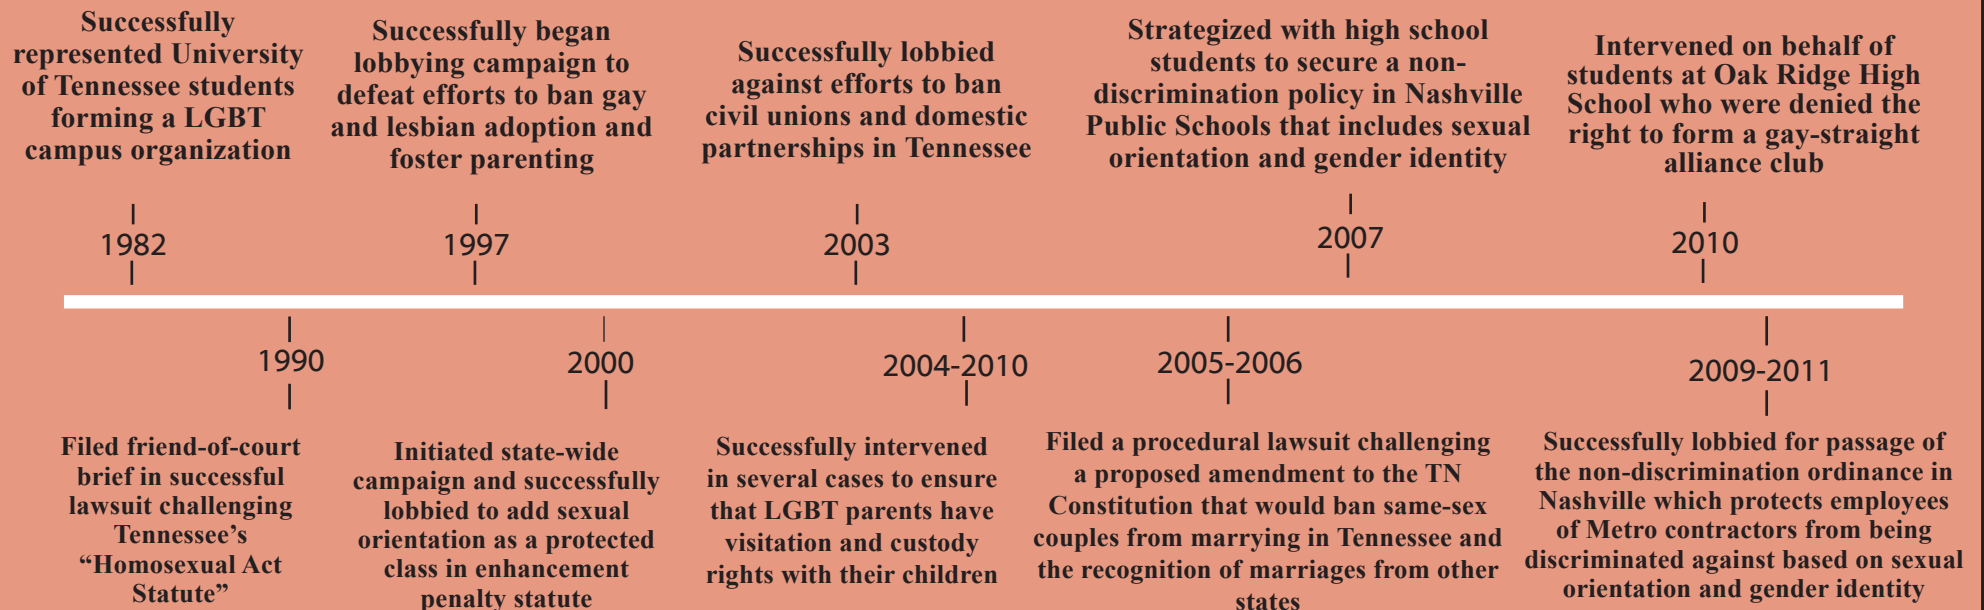 Successfully
represented University
of Tennessee students
forming a LGBT
campus organization
1982
Successfully began
lobbying campaign to
defeat efforts to ban gay
and lesbian adoption and
foster parenting
1997
Successfully lobbied
against efforts to ban
civil unions and domestic
partnerships in Tennessee
2003
Strategized with high school
students to secure a non-
discrimination policy in Nashville
Public Schools that includes sexual
orientation and gender identity
2007
Intervened on behalf of
students at Oak Ridge High
School who were denied the
right to form a gay-straight
alliance club
2010
1990
Filed friend-of-court
brief in successful
lawsuit challenging
Tennessee’s
“Homosexual Act
Statute”
2000
Initiated state-wide
campaign and successfully
lobbied to add sexual
orientation as a protected
class in enhancement
penalty statute
2004-2010
Successfully intervened
in several cases to ensure
that LGBT parents have
visitation and custody
rights with their children
2005-2006
Filed a procedural lawsuit challenging
a proposed amendment to the TN
Constitution that would ban same-sex
couples from marrying in Tennessee and
the recognition of marriages from other
states
2009-2011
Successfully lobbied for passage of
the non-discrimination ordinance in
Nashville which protects employees
of Metro contractors from being
discriminated against based on sexual
orientation and gender identity